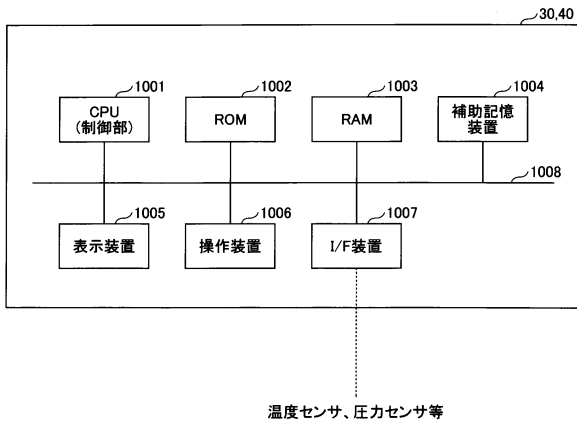 30,40
1001
1002
1003
1004
CPU
(制御部)
ROM
RAM
補助記憶
装置
1008
1005
1006
1007
表示装置
操作装置
I/F装置
温度センサ、圧力センサ等